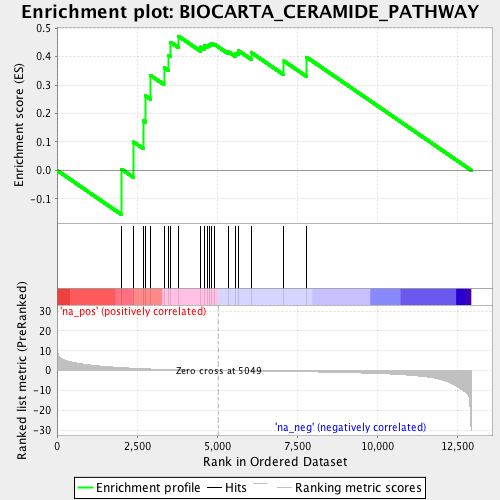 Enrichment plot: BIOCARTA_CERAMIDE_PATHWAY
Enrichment score (ES)
0.5
0.4
0.3
0.2
0.1
0.0
-0.1
'na_pos' (positively correlated)
Ranked list metric (PreRanked)
30
20
10
0
-10
-20
-30
Zero cross at 5049
'na_neg' (negatively correlated)
0 2,500 5,000 7,500 10,000 12,500
Rank in Ordered Dataset
Enrichment profile Hits Ranking metric scores